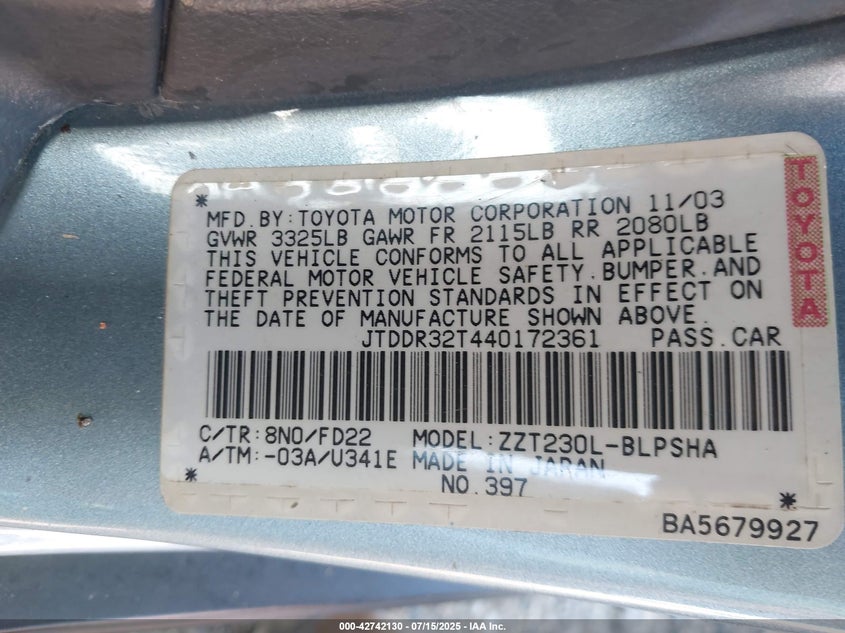 MFD. BY: TOYOTA MOTOR CORPORATION 11/03
GVWR 3325LB GAWR FR 2115LB RR 2080LB
THIS VEHICLE CONFORMS TO ALL APPLICABLE
FEDERAL MOTOR VEHICLE SAFETY. BUMPER. AND
THEFT PREVENTION STANDARDS IN EFFECT ON
THE DATE OF MANUFACTURE SHOWN ABOVE.
JTDDR32T440172361 PASS. CAR
C/TR: 8N0/FD22 MODEL: ZZT230L-BLPSHA
A/TM: -03A/U341E MADE IN JAPAN
NO. 397
BA5679927
TOYOTA
000-42742130 - 07/15/2025 - IAA Inc.